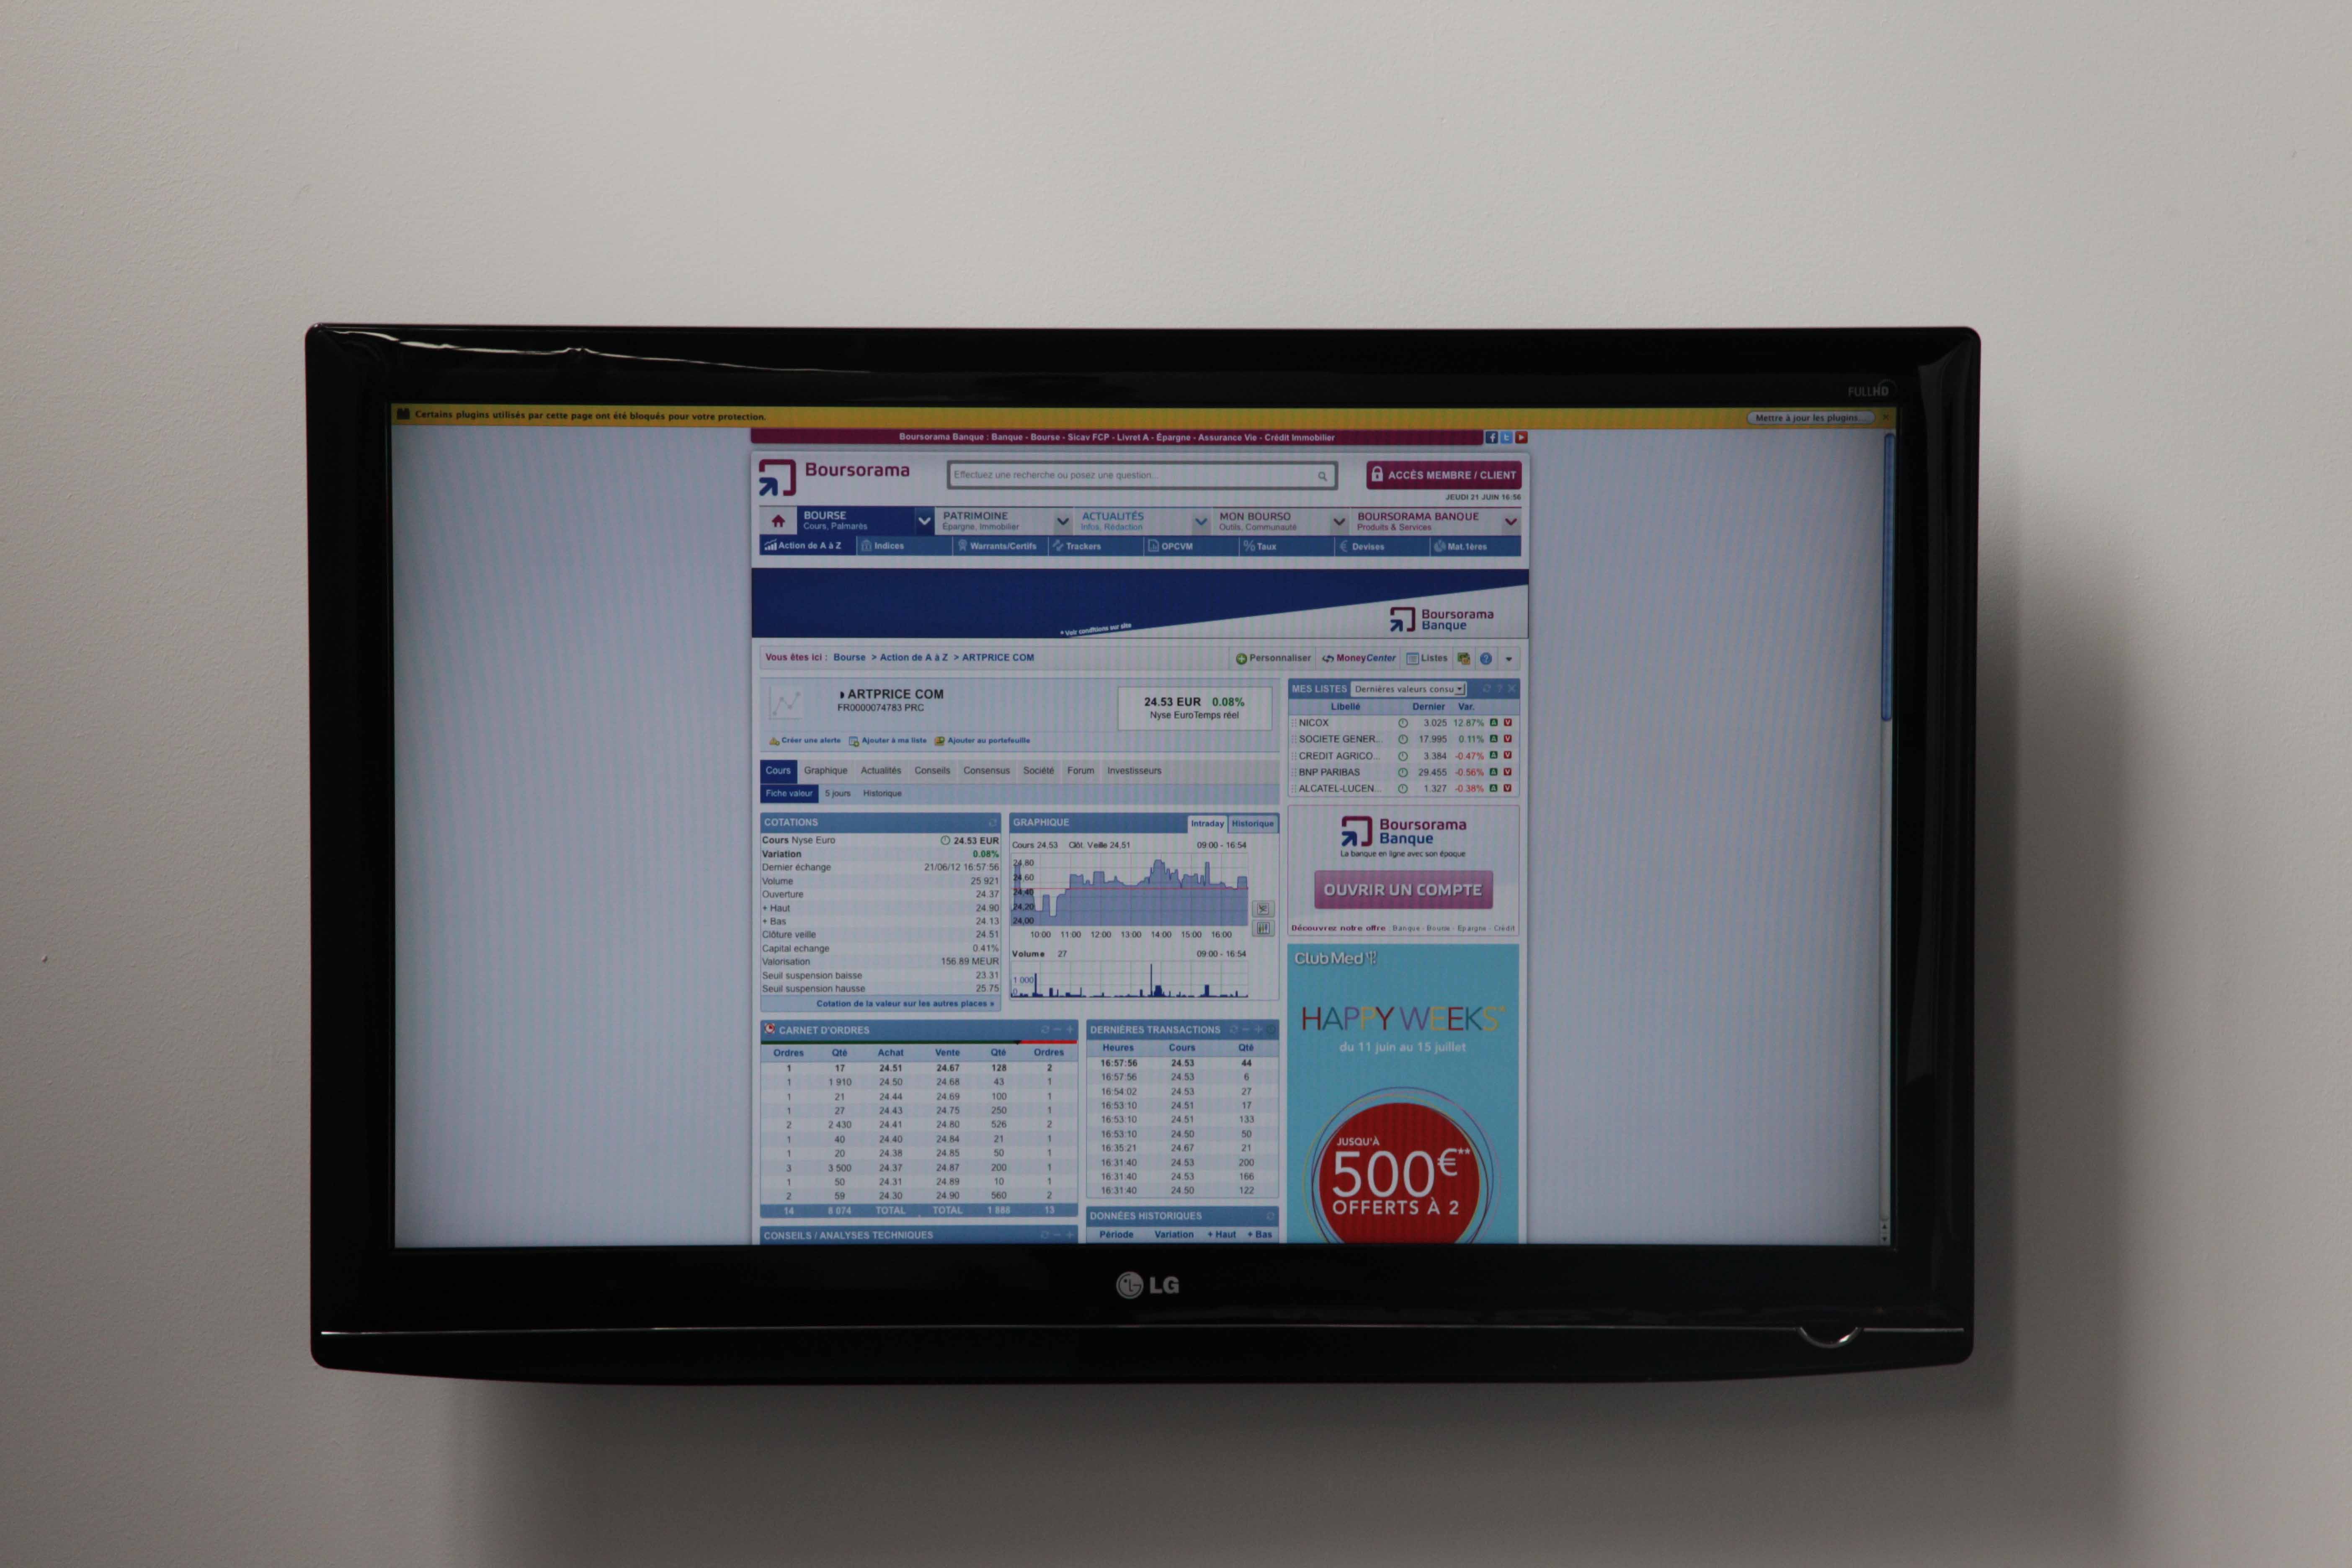 FULLHD
Certains plugins utilisés par cette page ont été bloqués pour votre protection.
Mettre à jour les plugins...
Boursorama Banque : Banque - Bourse - Sicav FCP - Livret A - Épargne - Assurance Vie - Crédit Immobilier
Boursorama
Effectuez une recherche ou posez une question...
ACCÈS MEMBRE / CLIENT
JEUDI 21 JUIN 16:56
BOURSE PATRIMOINE ACTUALITÉS MON BOURSO BOURSORAMA BANQUE
Cours, Palmarès Épargne, Immobilier Infos, Rédaction Outils, Communauté Produits & Services
Action de A à Z Indices Warrants/Certifs Trackers OPCVM % Taux € Devises Mat.1ères
Boursorama
Banque
* Voir conditions sur site
Vous êtes ici : Bourse > Action de A à Z > ARTPRICE COM
Personnaliser MoneyCenter Listes
ARTPRICE COM
FR0000074783 PRC
24.53 EUR 0.08%
Nyse EuroTemps réel
Créer une alerte Ajouter à ma liste Ajouter au portefeuille
MES LISTES Dernières valeurs consu
Libellé Dernier Var.
NICOX 3.025 12.87% A V
SOCIETE GENER... 17.995 0.11% A V
CREDIT AGRICO... 3.384 -0.47% A V
BNP PARIBAS 29.455 -0.56% A V
ALCATEL-LUCEN... 1.327 -0.38% A V
Cours Graphique Actualités Conseils Consensus Société Forum Investisseurs
Fiche valeur 5 jours Historique
COTATIONS
Cours Nyse Euro 24.53 EUR
Variation 0.08%
Dernier échange 21/06/12 16:57:56
Volume 25 921
Ouverture 24.37
+ Haut 24.90
+ Bas 24.13
Clôture veille 24.51
Capital echange 0.41%
Valorisation 156.89 MEUR
Seuil suspension baisse 23.31
Seuil suspension hausse 25.75
Cotation de la valeur sur les autres places »
GRAPHIQUE Intraday Historique
Cours 24,53 Clôt. Veille 24,51 09:00 - 16:54
24,80
24,60
24,40
24,20
24,00
10:00 11:00 12:00 13:00 14:00 15:00 16:00
Volume 27 09:00 - 16:54
1 000
0
Boursorama
Banque
La banque en ligne avec son époque
OUVRIR UN COMPTE
Découvrez notre offre : Banque - Bourse - Epargne - Crédit
CARNET D'ORDRES
Ordres Qté Achat Vente Qté Ordres
1 17 24.51 24.67 128 2
1 1 910 24.50 24.68 43 1
1 21 24.44 24.69 100 1
1 27 24.43 24.75 250 1
2 2 430 24.41 24.80 526 2
1 40 24.40 24.84 21 1
1 20 24.38 24.85 50 1
3 3 500 24.37 24.87 200 1
1 50 24.31 24.89 10 1
2 59 24.30 24.90 560 2
14 8 074 TOTAL TOTAL 1 888 13
CONSEILS / ANALYSES TECHNIQUES
DERNIÈRES TRANSACTIONS
Heures Cours Qté
16:57:56 24.53 44
16:57:56 24.53 6
16:54:02 24.53 27
16:53:10 24.51 17
16:53:10 24.51 133
16:53:10 24.50 50
16:35:21 24.67 21
16:31:40 24.53 200
16:31:40 24.53 166
16:31:40 24.50 122
DONNÉES HISTORIQUES
Période Variation + Haut + Bas
Club Med
HAPPY WEEKS*
du 11 juin au 15 juillet
JUSQU'À
500€**
OFFERTS À 2
LG